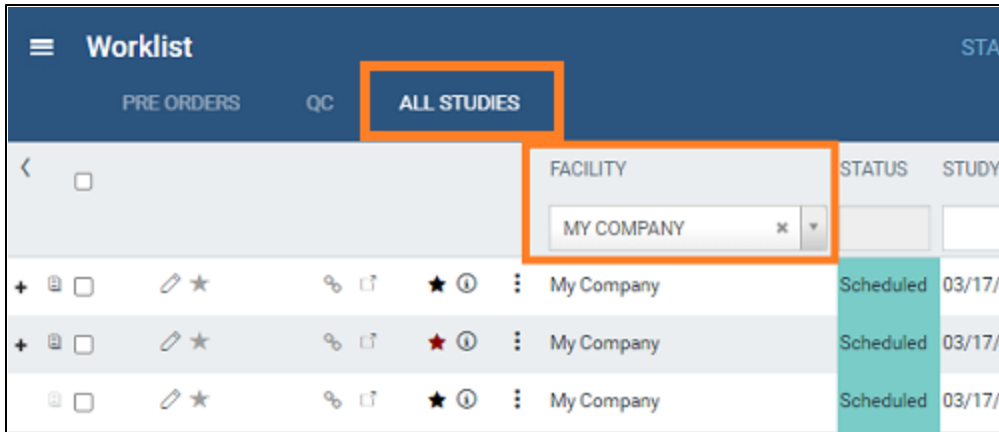 Worklist
STA
PRE ORDERS QC ALL STUDIES
FACILITY STATUS STUDY
MY COMPANY
My Company Scheduled 03/17/
My Company Scheduled 03/17/
My Company Scheduled 03/17/